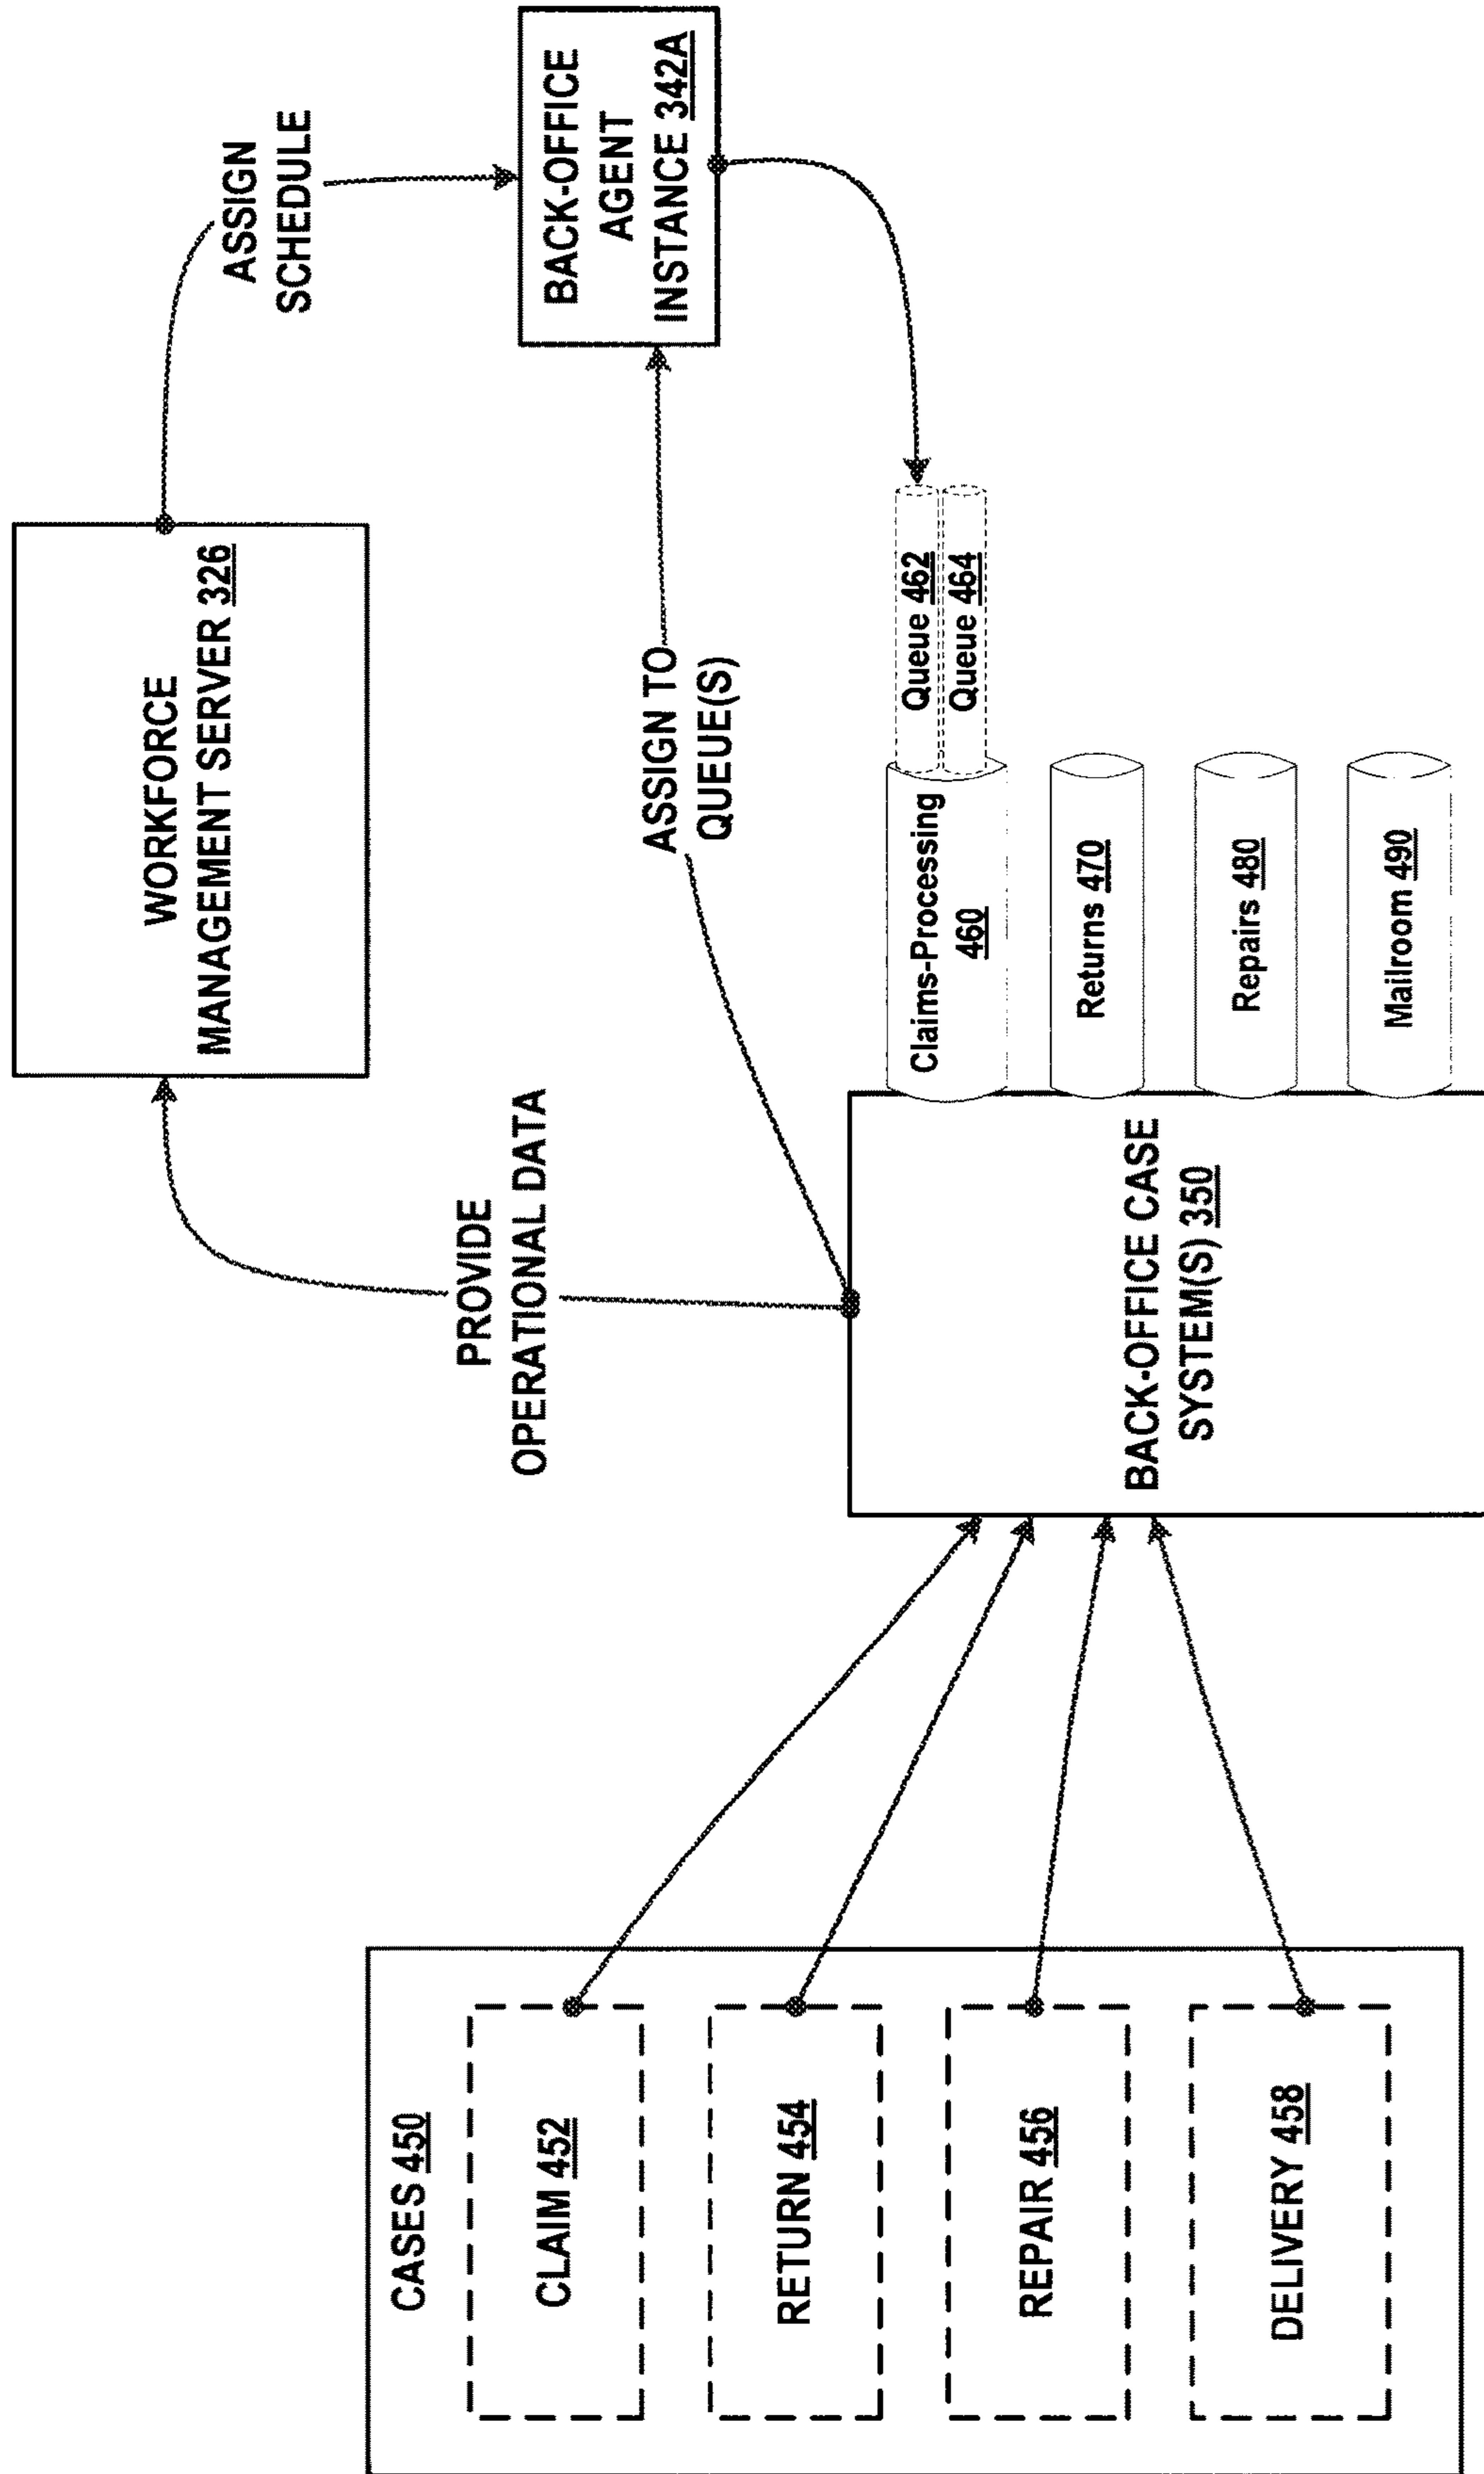 CASES 450
CLAIM 452
RETURN 454
REPAIR 456
DELIVERY 458
PROVIDE
OPERATIONAL DATA
WORKFORCE
MANAGEMENT SERVER 326
ASSIGN
SCHEDULE
BACK-OFFICE
AGENT
INSTANCE 342A
ASSIGN TO
QUEUE(S)
BACK-OFFICE CASE
SYSTEM(S) 350
Claims-Processing
460
Queue 462
Queue 464
Returns 470
Repairs 480
Mailroom 490